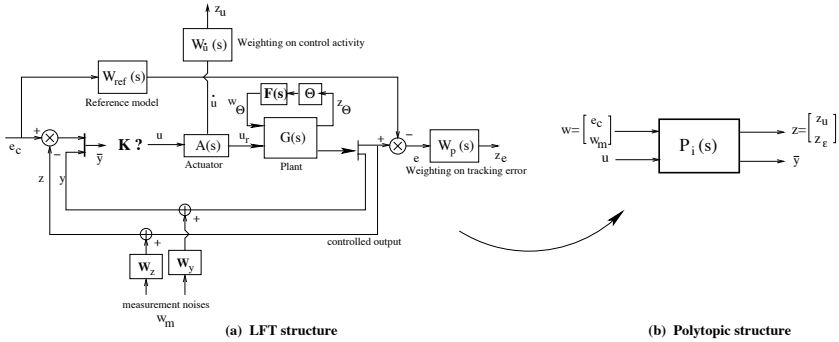 z_u
W_u̇(s)
Weighting on control activity
W_ref(s)
Reference model
u̇
w_Θ
F(s)
Θ
z_Θ
+
−
e_c
−
z
y
ȳ
K ?
u
A(s)
Actuator
u_r
G(s)
Plant
+
−
e
W_p(s)
z_e
Weighting on tracking error
+
+
controlled output
W_z
W_y
measurement noises
w_m
(a) LFT structure
w= [e_c w_m]
u
P_i(s)
z= [z_u z_ε]
ȳ
(b) Polytopic structure